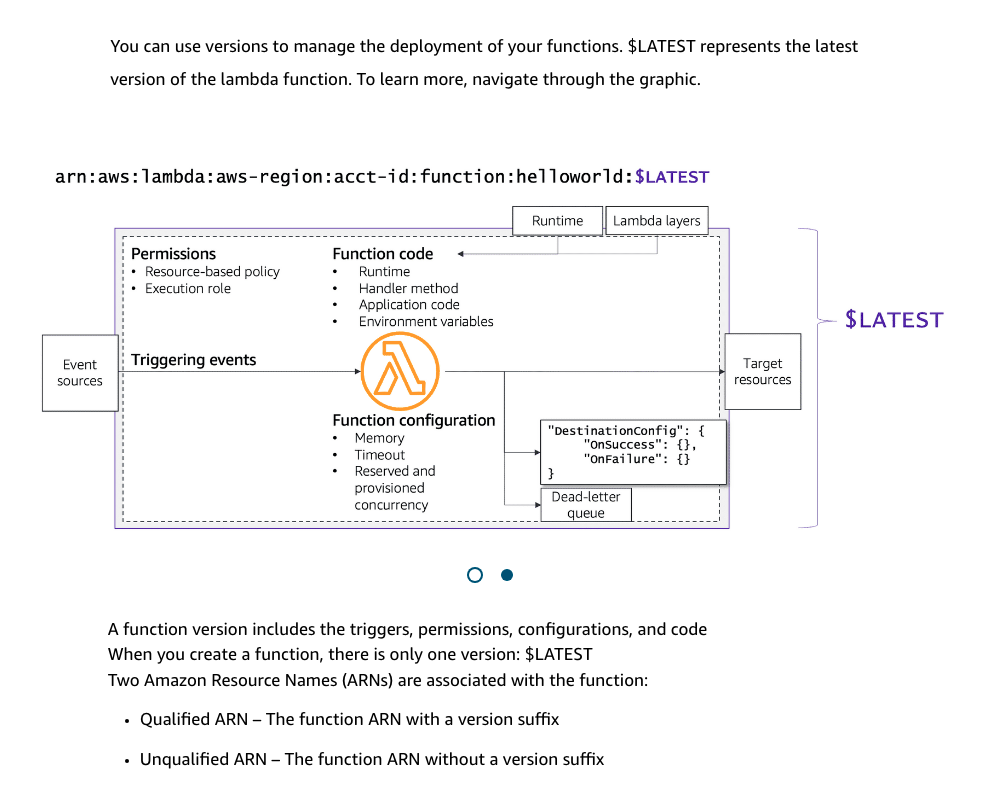 You can use versions to manage the deployment of your functions. $LATEST represents the latest
version of the lambda function. To learn more, navigate through the graphic.
arn:aws:lambda:aws-region:acct-id:function:helloworld:$LATEST
Runtime
Lambda layers
Permissions
• Resource-based policy
• Execution role
Function code
• Runtime
• Handler method
• Application code
• Environment variables
$LATEST
Event
sources
Triggering events
Target
resources
Function configuration
• Memory
• Timeout
• Reserved and
provisioned
concurrency
"DestinationConfig": {
"OnSuccess": {},
"OnFailure": {}
}
Dead-letter
queue
A function version includes the triggers, permissions, configurations, and code
When you create a function, there is only one version: $LATEST
Two Amazon Resource Names (ARNs) are associated with the function:
• Qualified ARN – The function ARN with a version suffix
• Unqualified ARN – The function ARN without a version suffix